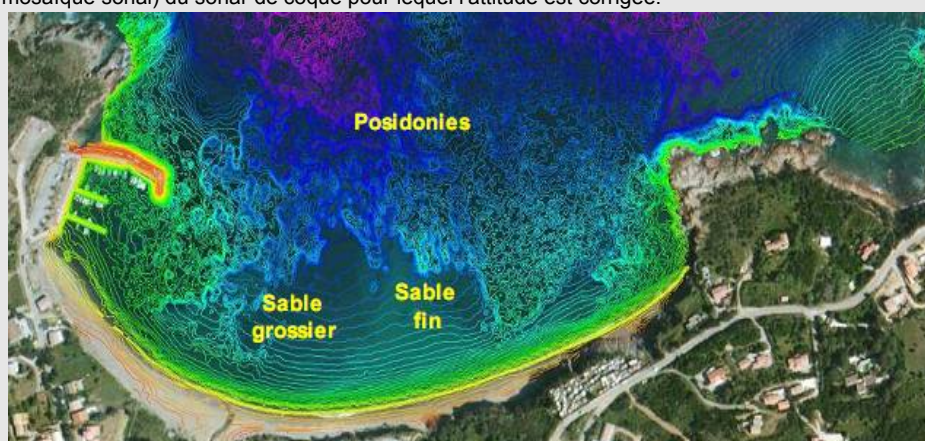 mosaïque sonar) du sonar de coque pour lequel l'attitude est corrigée.
Posidonies
Sable
grossier
Sable
fin